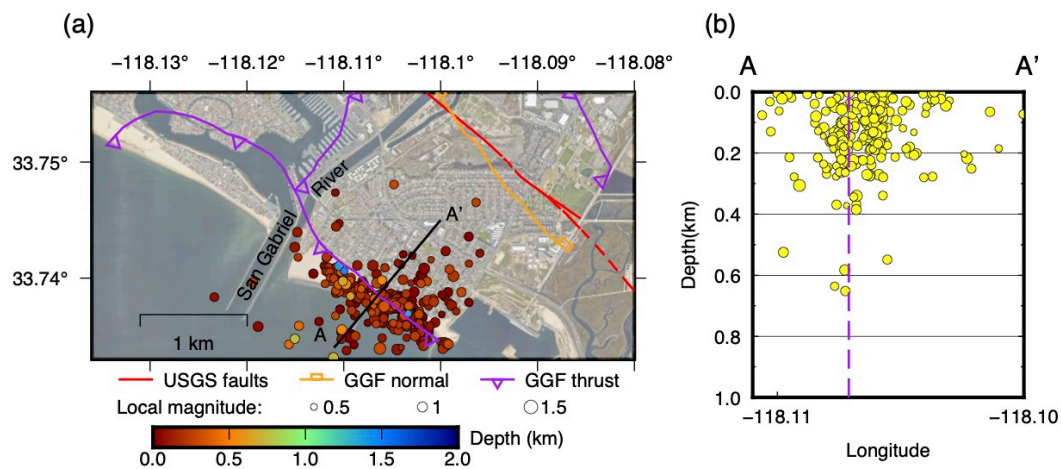 (a)
−118.13° −118.12° −118.11° −118.1° −118.09° −118.08°
33.75°
33.74°
San Gabriel River
A'
A
1 km
USGS faults GGF normal GGF thrust
Local magnitude: 0.5 1 1.5
Depth (km)
0.0 0.5 1.0 1.5 2.0
(b)
A A'
0.0
0.2
0.4
0.6
0.8
1.0
Depth(km)
−118.11 −118.10
Longitude